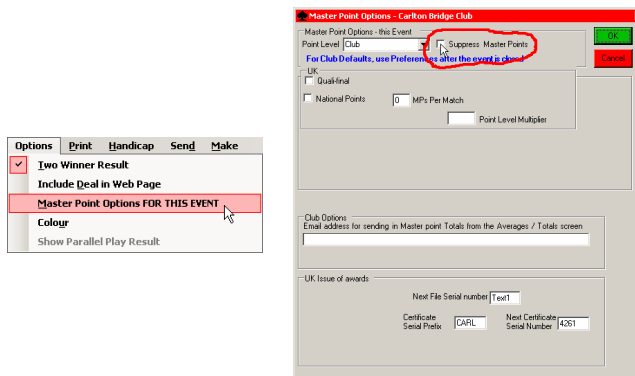 Options Print Handicap Send Make
Two Winner Result
Include Deal in Web Page
Master Point Options FOR THIS EVENT
Colour
Show Parallel Play Result
Master Point Options - Carlton Bridge Club
Master Point Options - this Event
Point Level Club Suppress Master Points
For Club Defaults, use Preferences after the event is closed
OK
Cancel
UK
Quali-final
National Points 0 MPs Per Match
Point Level Multiplier
Club Options
Email address for sending in Master point Totals from the Averages / Totals screen
UK Issue of awards
Next File Serial number Text1
Certificate Serial Prefix CARL Next Certificate Serial Number 4261